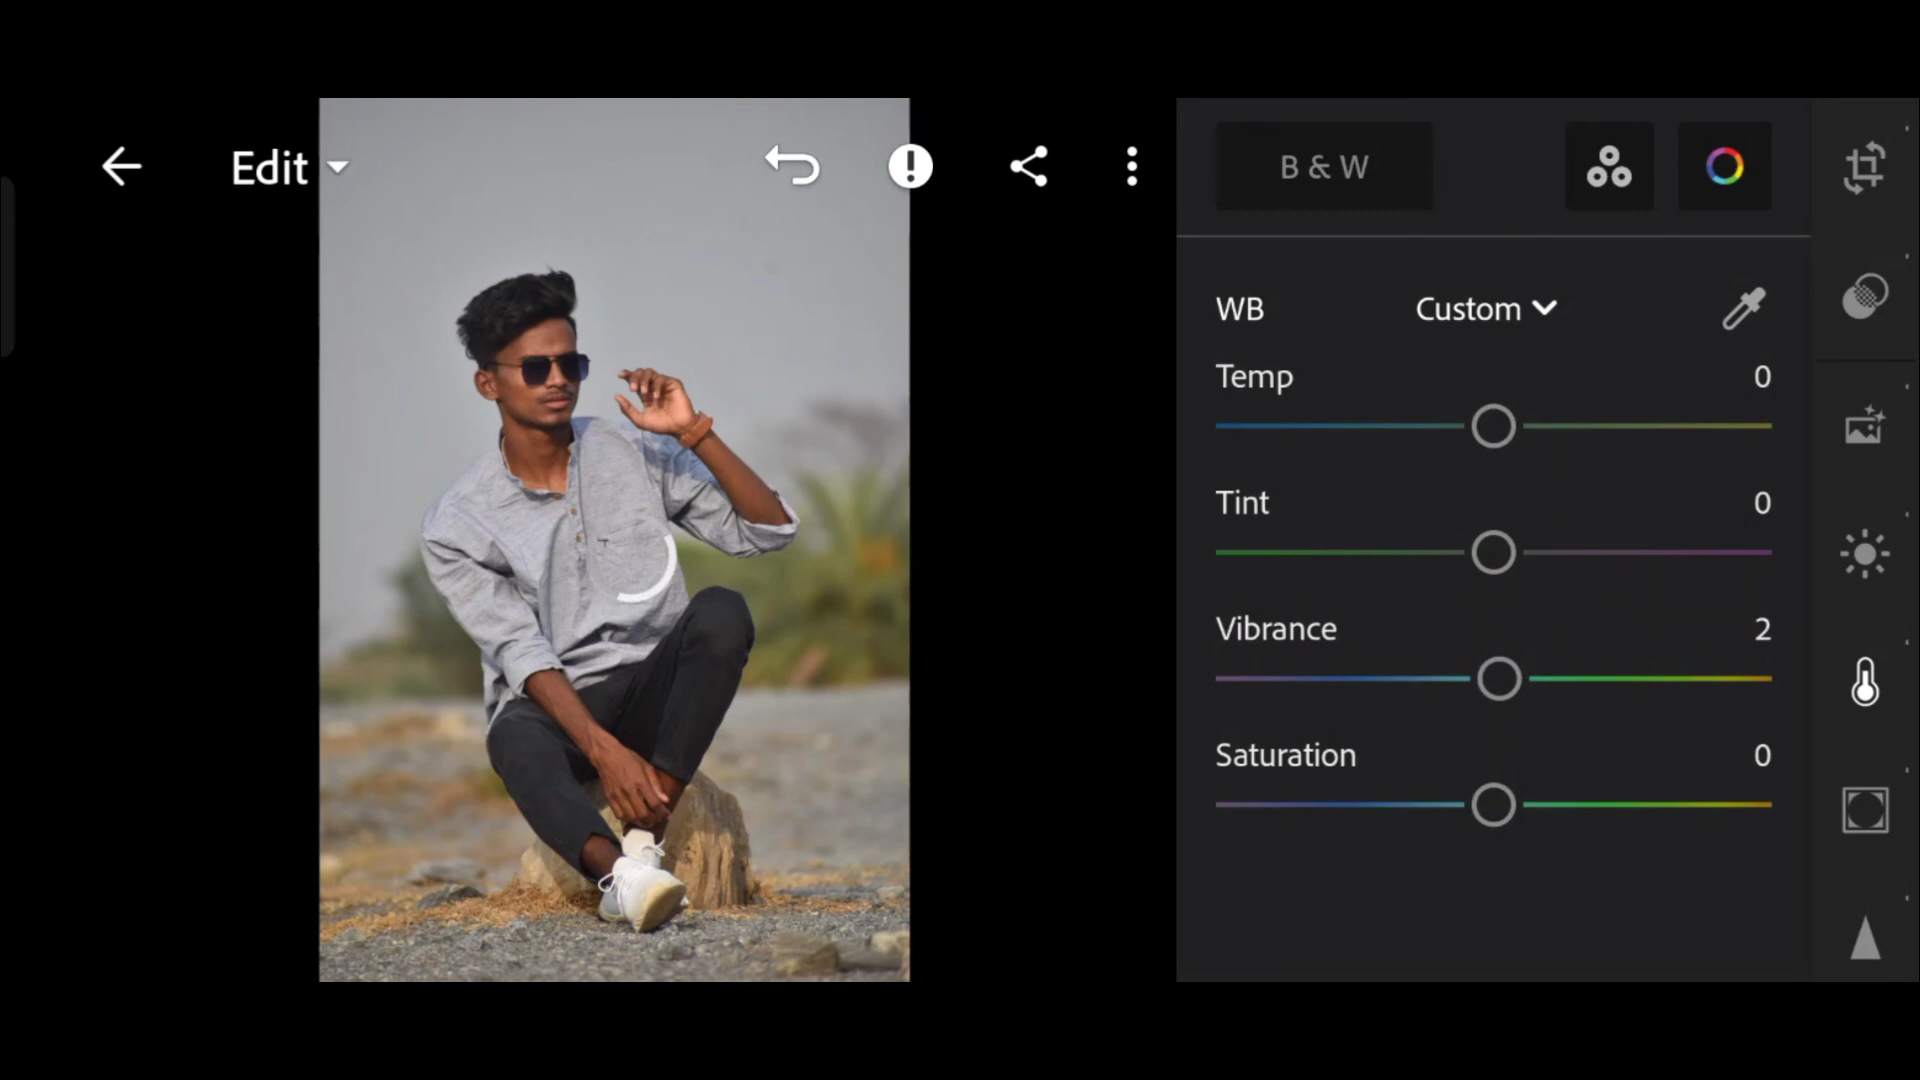 Edit
B & W
WB
Custom
Temp
0
Tint
0
Vibrance
2
Saturation
0